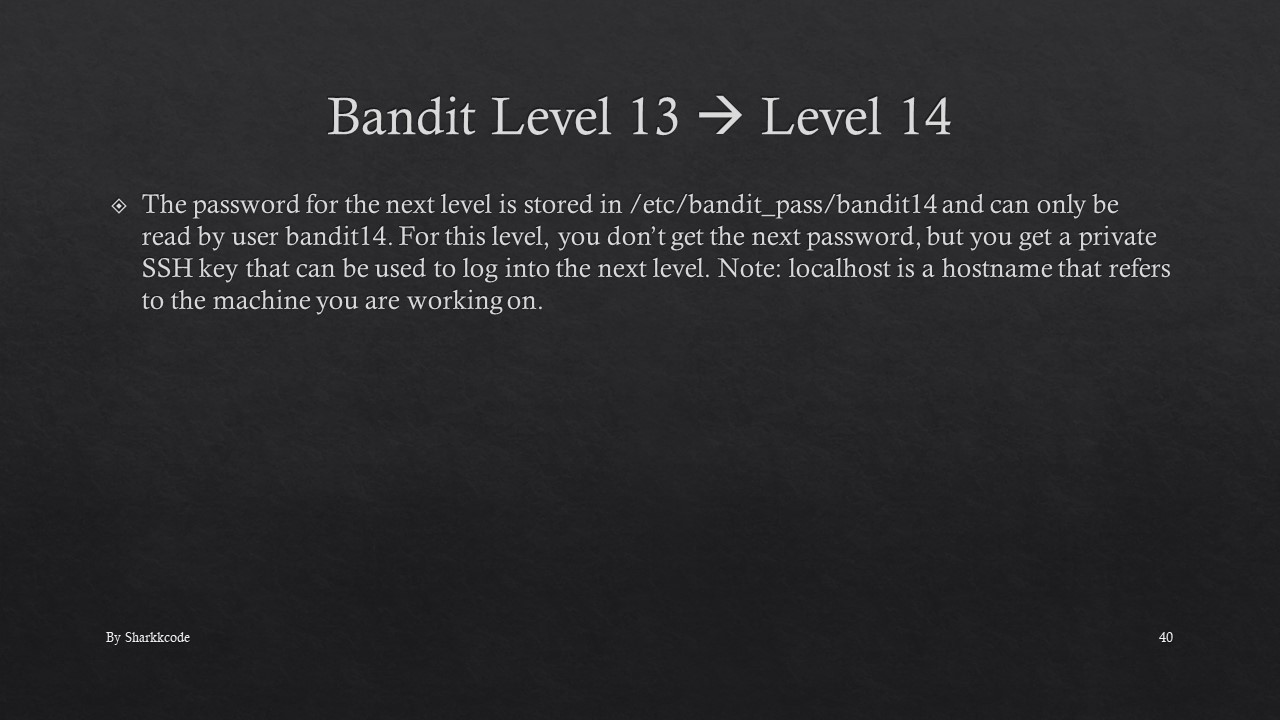 Bandit Level 13 → Level 14
The password for the next level is stored in /etc/bandit_pass/bandit14 and can only be
read by user bandit14. For this level, you don’t get the next password, but you get a private
SSH key that can be used to log into the next level. Note: localhost is a hostname that refers
to the machine you are working on.
By Sharkkcode
40